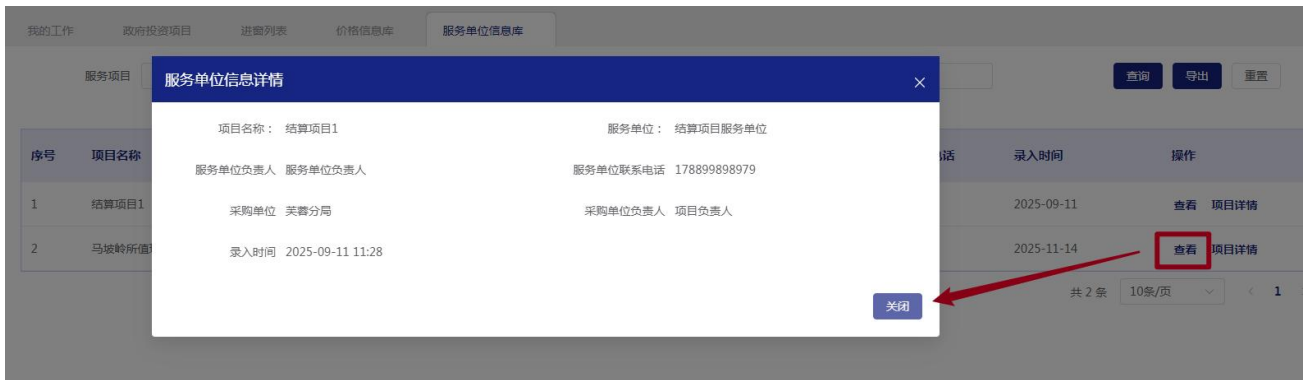 我的工作 政府投资项目 进窗列表 价格信息库 服务单位信息库
服务项目 查询 导出 重置
服务单位信息详情 ×
项目名称： 结算项目1 服务单位： 结算项目服务单位
服务单位负责人 服务单位负责人 服务单位联系电话 178899898979
采购单位 芙蓉分局 采购单位负责人 项目负责人
录入时间 2025-09-11 11:28
关闭
序号 项目名称 话 录入时间 操作
1 结算项目1 2025-09-11 查看 项目详情
2 马坡岭所值 2025-11-14 查看 项目详情
共 2 条 10条/页 1